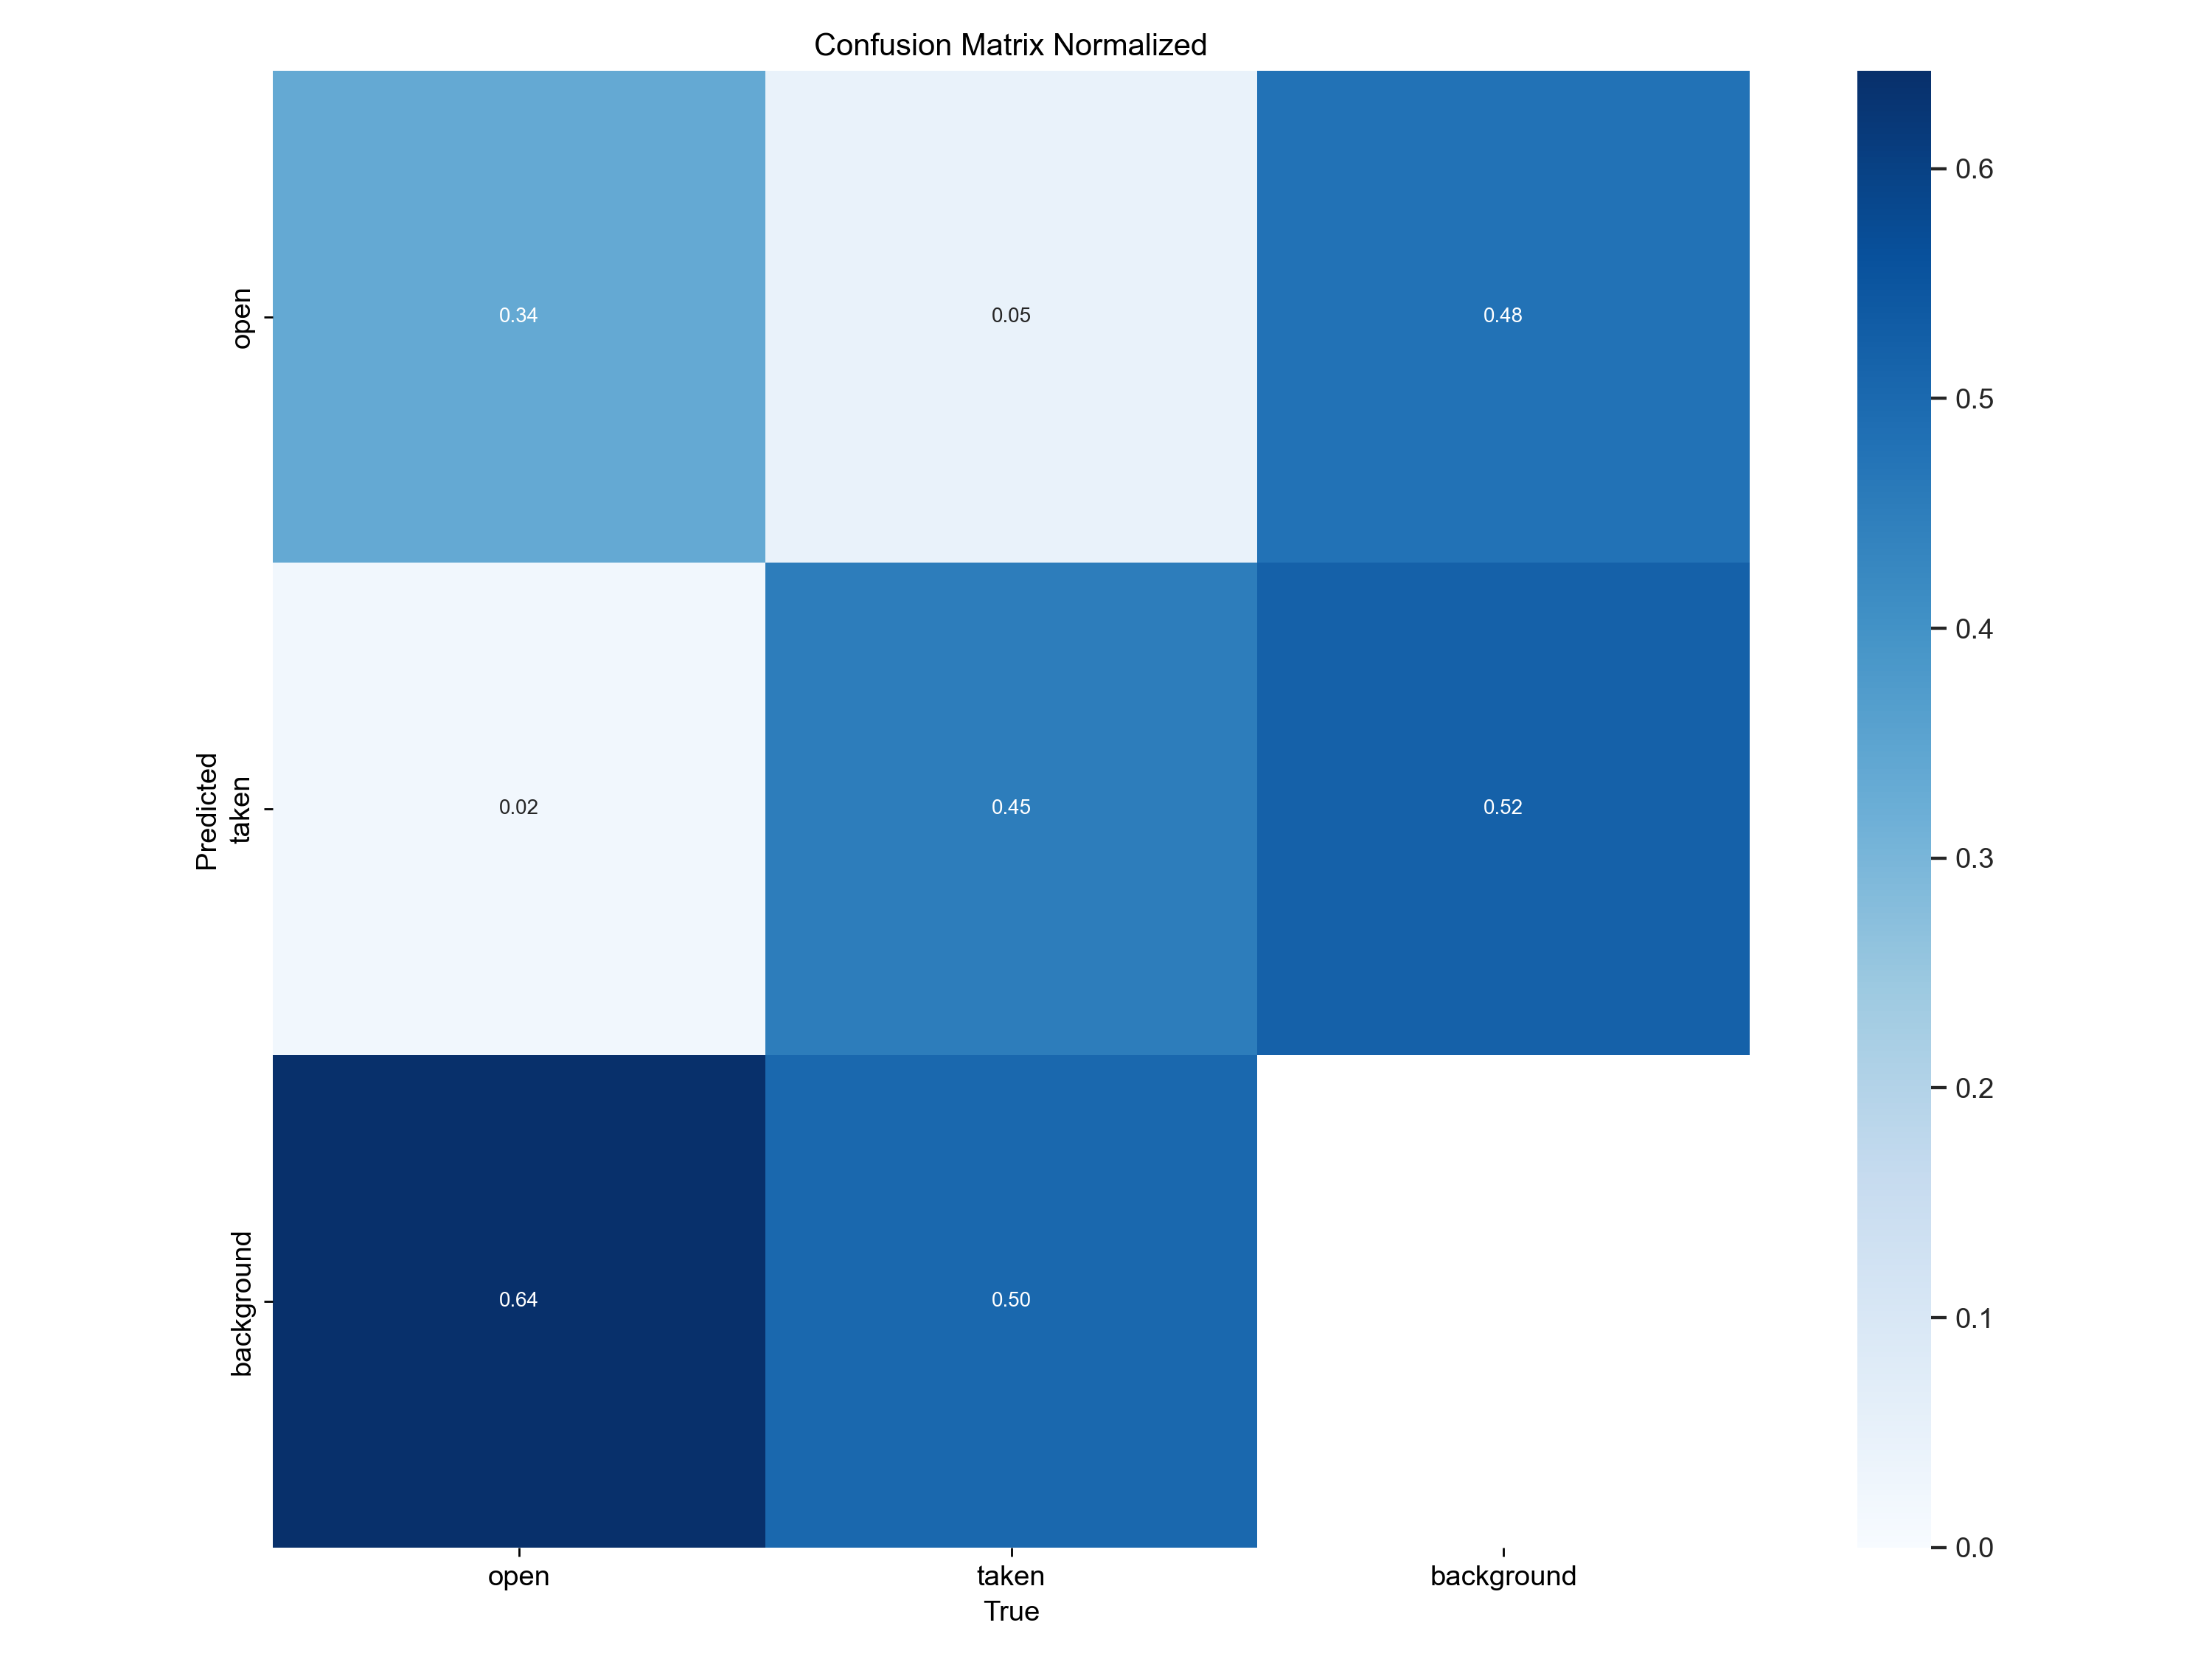 Confusion Matrix Normalized
open
0.34
0.05
0.48
Predicted
taken
0.02
0.45
0.52
background
0.64
0.50
open
taken
background
True
0.6
0.5
0.4
0.3
0.2
0.1
0.0